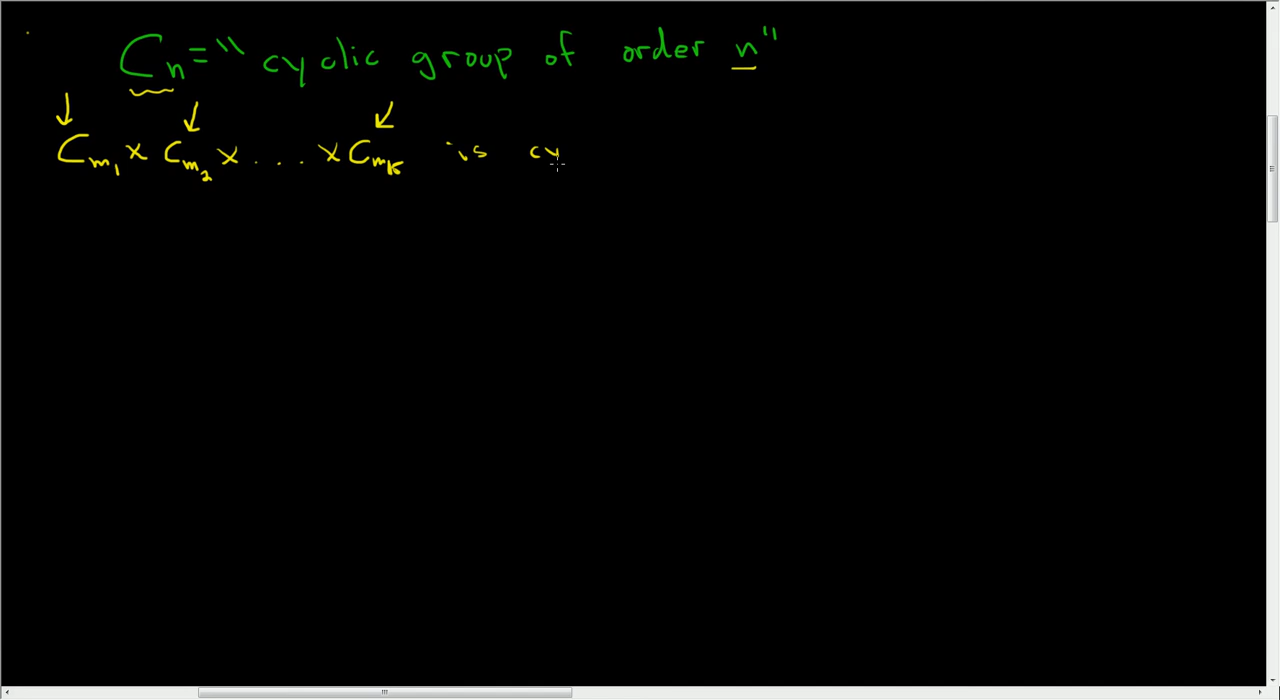 Cₙ = "cyclic group of order n"
Cₘ₁ × Cₘ₂ × . . . × Cₘₖ is cy